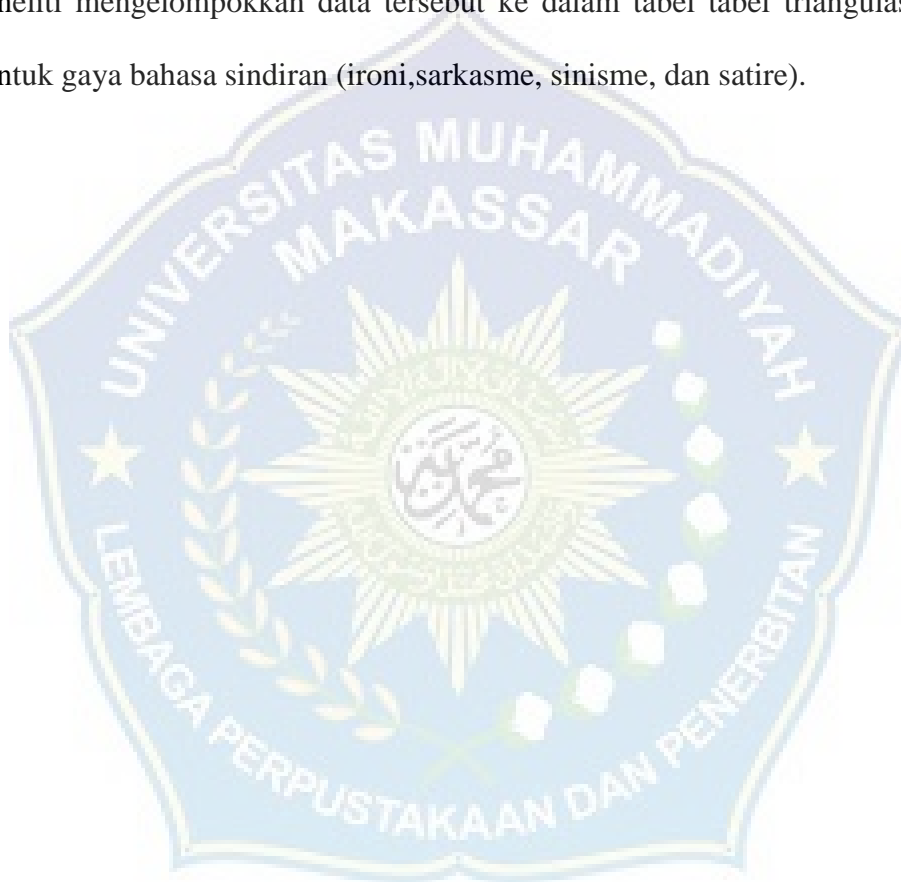 neliti mengelompokkan data tersebut ke dalam tabel tabel triangulas
ntuk gaya bahasa sindiran (ironi,sarkasme, sinisme, dan satire).
UNIVERSITAS MUHAMMADIYAH
MAKASSAR
محمد
LEMBAGA PERPUSTAKAAN DAN PENERBITAN